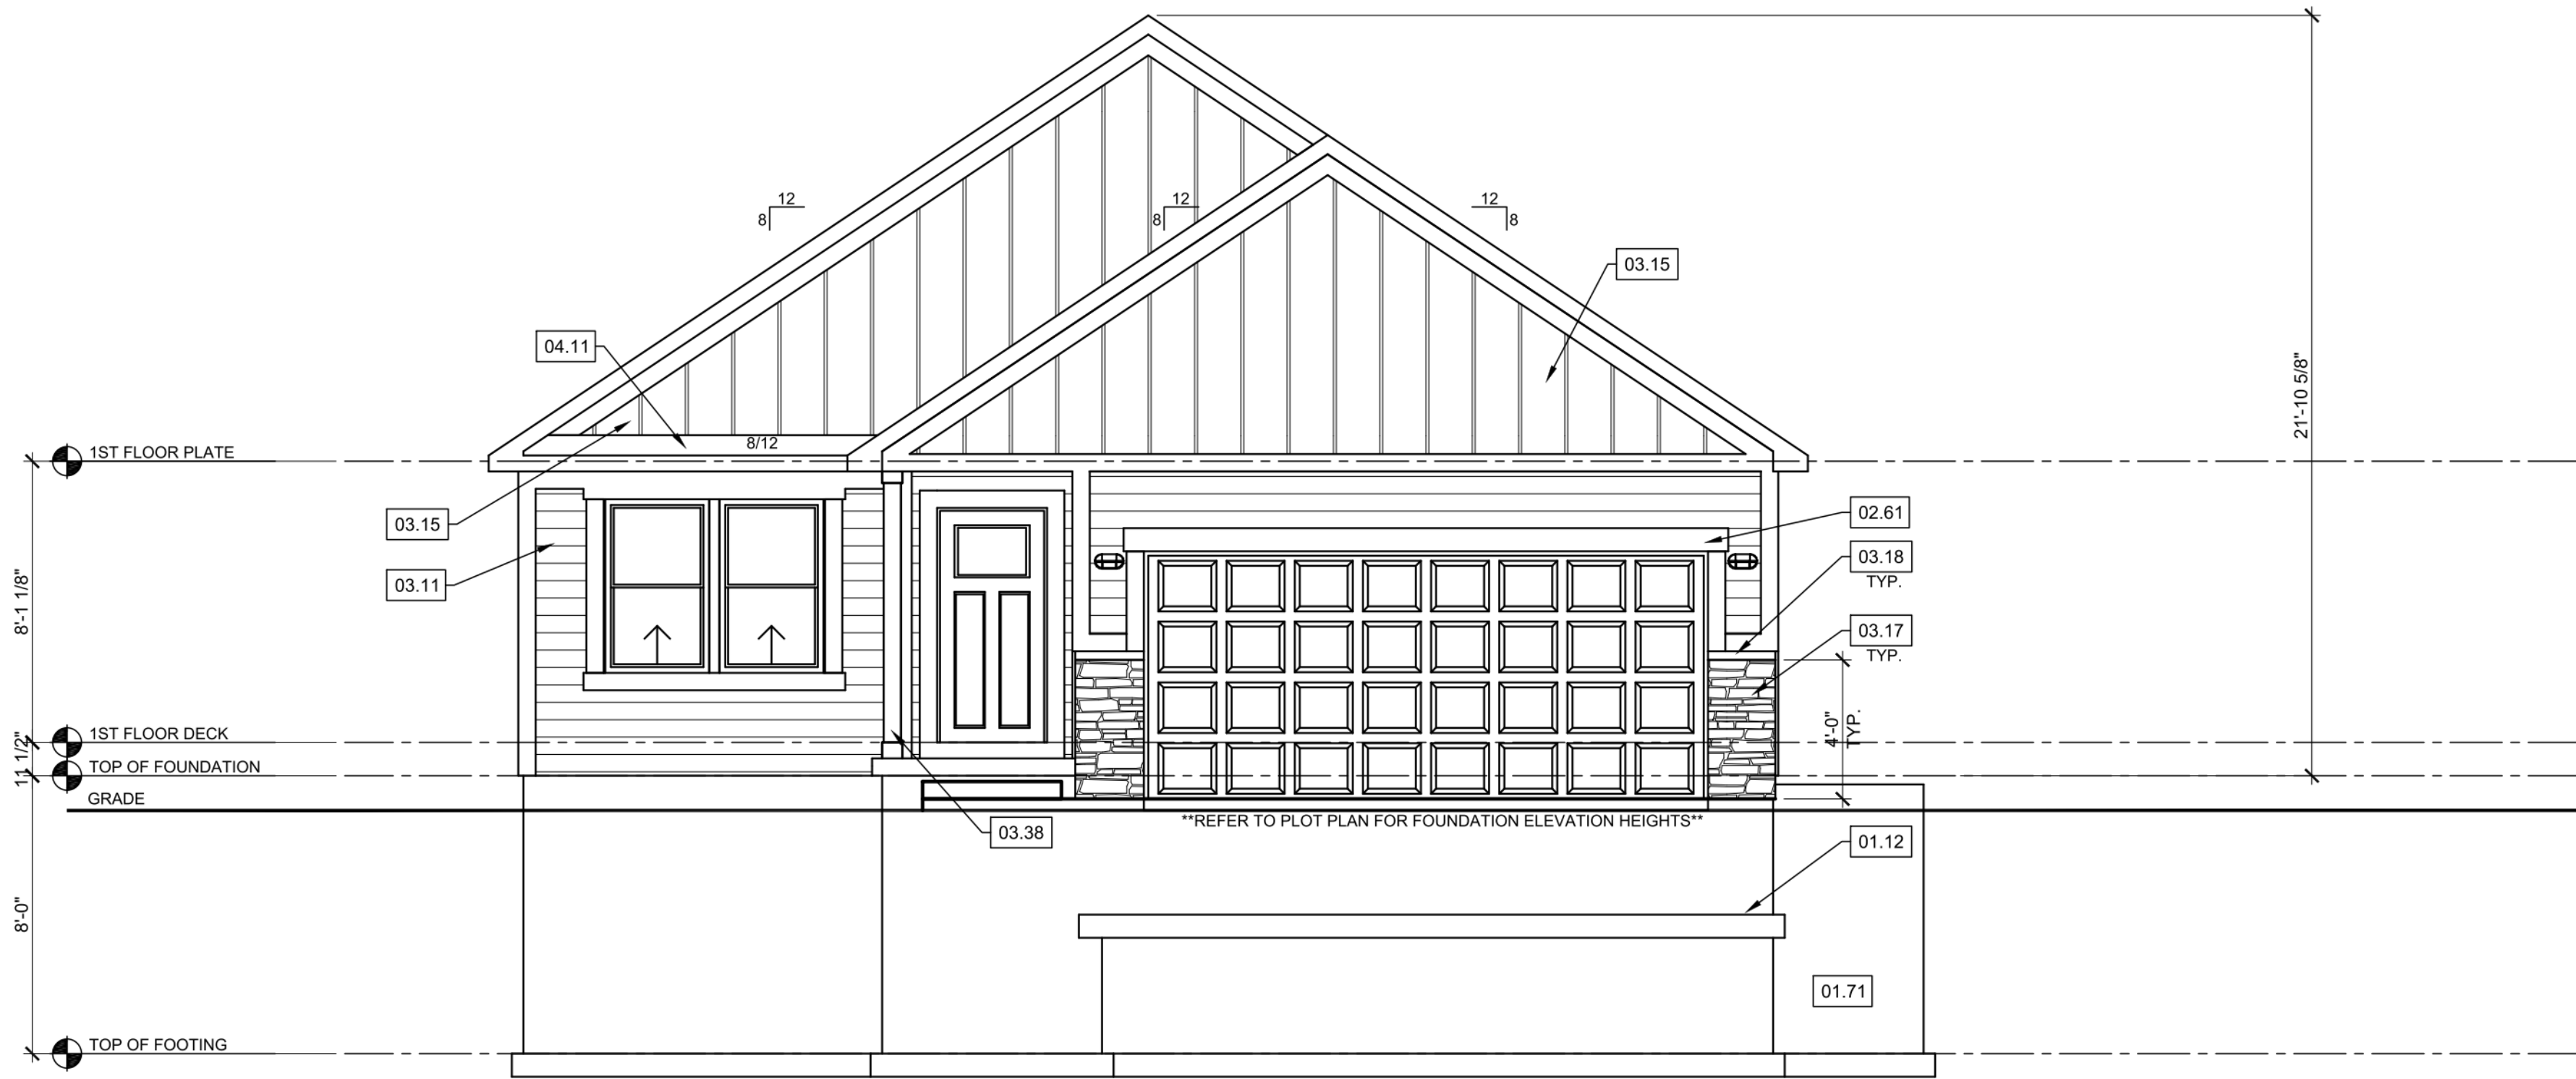 12
8
12
8
12
8
03.15
04.11
21'-10 5/8"
8/12
1ST FLOOR PLATE
03.15
02.61
03.18
TYP.
03.11
8'-1 1/8"
03.17
TYP.
4'-0"
TYP.
1ST FLOOR DECK
11 1/2"
TOP OF FOUNDATION
GRADE
**REFER TO PLOT PLAN FOR FOUNDATION ELEVATION HEIGHTS**
03.38
01.12
8'-0"
01.71
TOP OF FOOTING